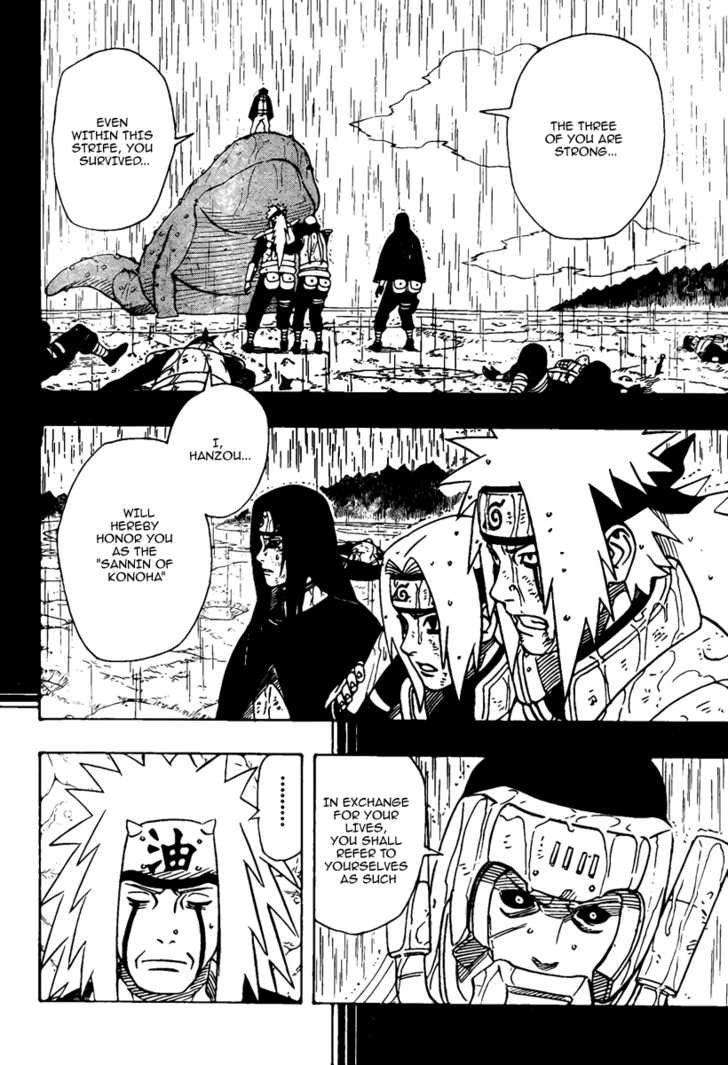 THE THREE
OF YOU ARE
STRONG...
EVEN
WITHIN THIS
STRIFE, YOU
SURVIVED...
I,
HANZOU...
WILL
HEREBY
HONOR YOU
AS THE
"SANNIN OF
KONOHA"
IN EXCHANGE
FOR YOUR
LIVES,
YOU SHALL
REFER TO
YOURSELVES
AS SUCH
.........
油